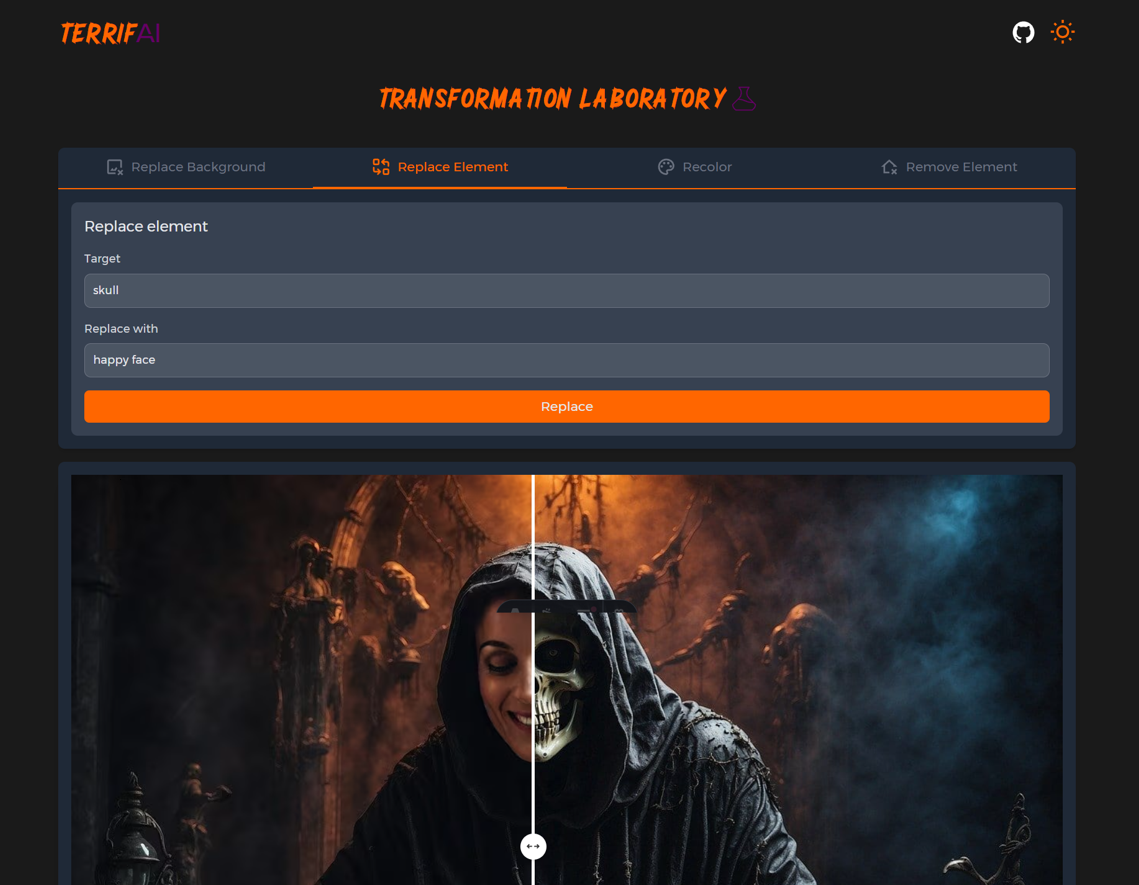 TERRIFAI
TRANSFORMATION LABORATORY
Replace Background
Replace Element
Recolor
Remove Element
Replace element
Target
skull
Replace with
happy face
Replace